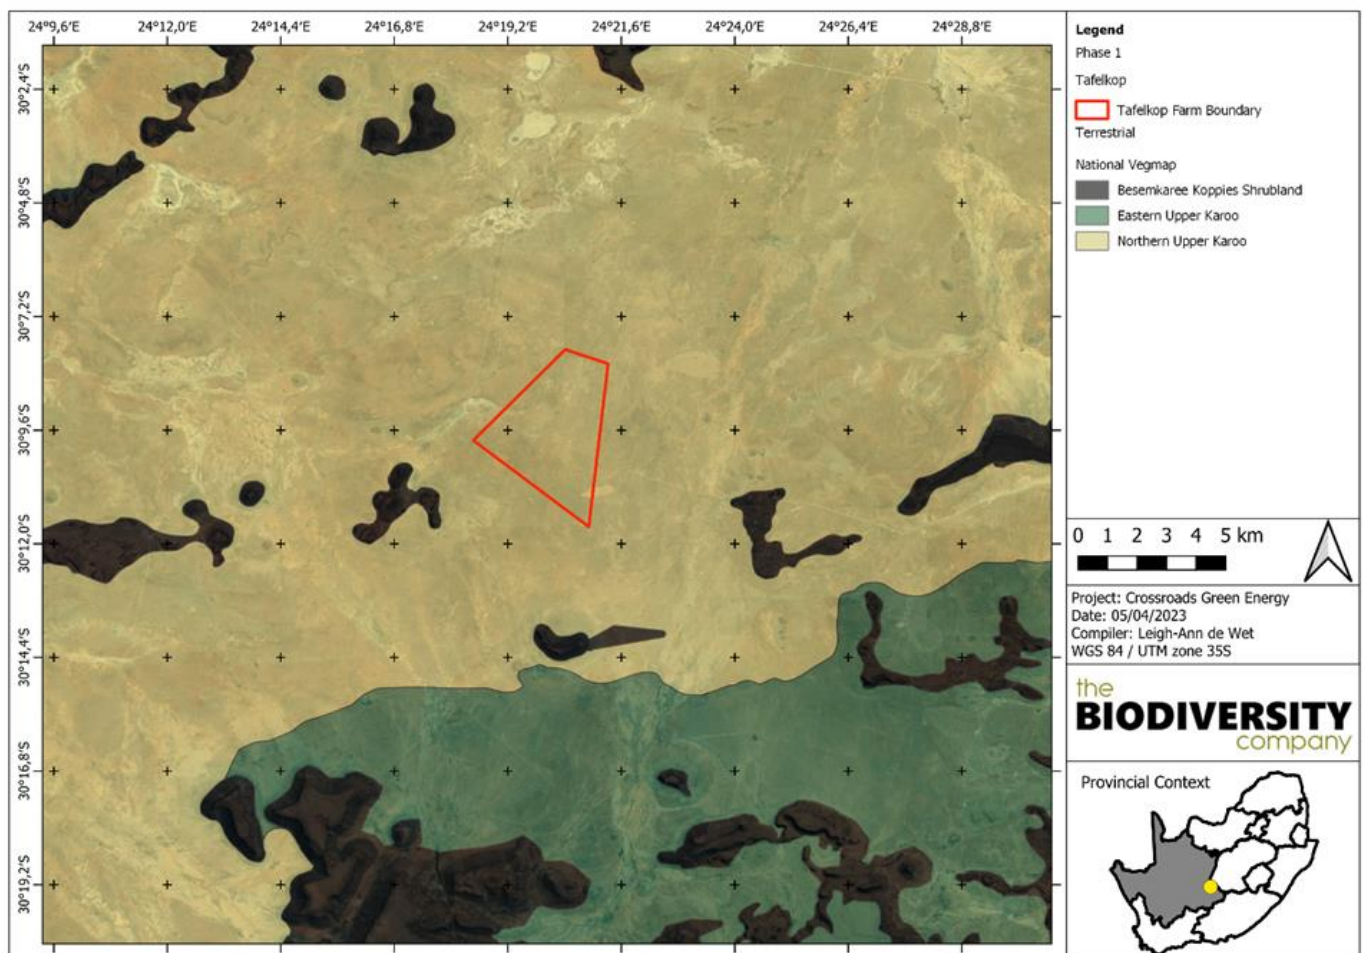 24°9,6'E 24°12,0'E 24°14,4'E 24°16,8'E 24°19,2'E 24°21,6'E 24°24,0'E 24°26,4'E 24°28,8'E
30°2,4'S
30°4,8'S
30°7,2'S
30°9,6'S
30°12,0'S
30°14,4'S
30°16,8'S
30°19,2'S
Legend
Phase 1
Tafelkop
Tafelkop Farm Boundary
Terrestrial
National Vegmap
Besemkaree Koppies Shrubland
Eastern Upper Karoo
Northern Upper Karoo
0 1 2 3 4 5 km
Project: Crossroads Green Energy
Date: 05/04/2023
Compiler: Leigh-Ann de Wet
WGS 84 / UTM zone 35S
the
BIODIVERSITY
company
Provincial Context